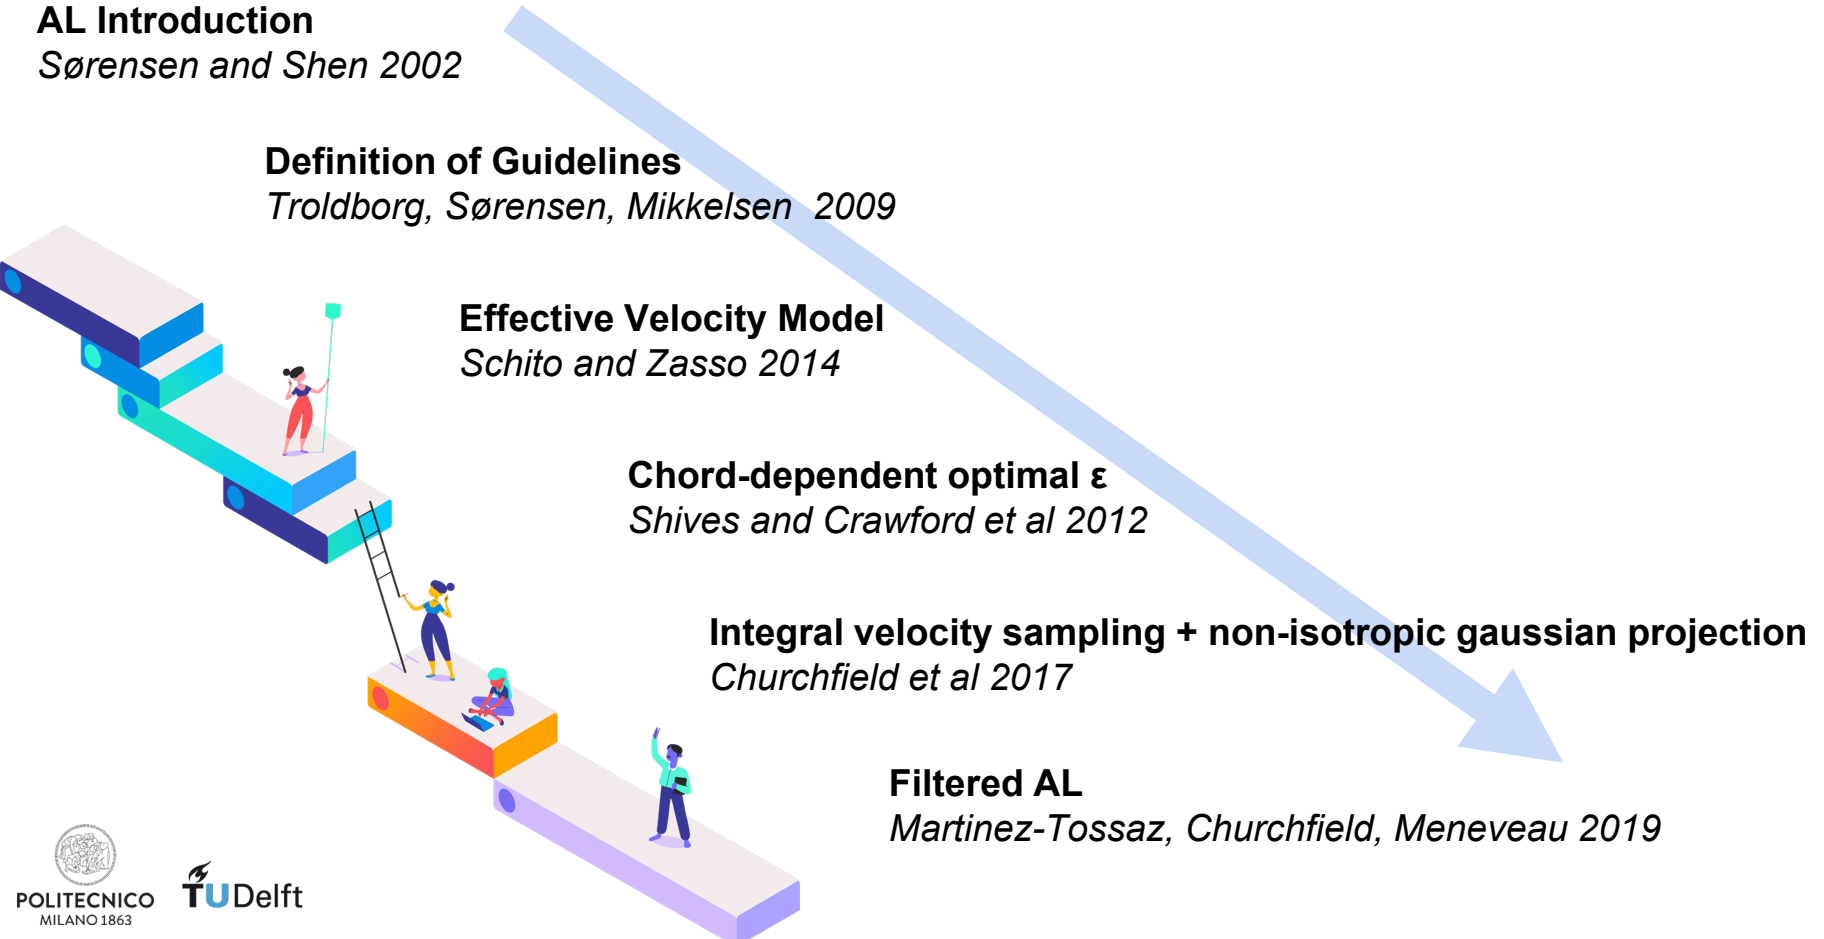 AL Introduction
Sørensen and Shen 2002
Definition of Guidelines
Troldborg, Sørensen, Mikkelsen 2009
Effective Velocity Model
Schito and Zasso 2014
Chord-dependent optimal ε
Shives and Crawford et al 2012
Integral velocity sampling + non-isotropic gaussian projection
Churchfield et al 2017
Filtered AL
Martinez-Tossaz, Churchfield, Meneveau 2019
POLITECNICO
MILANO 1863
TUDelft